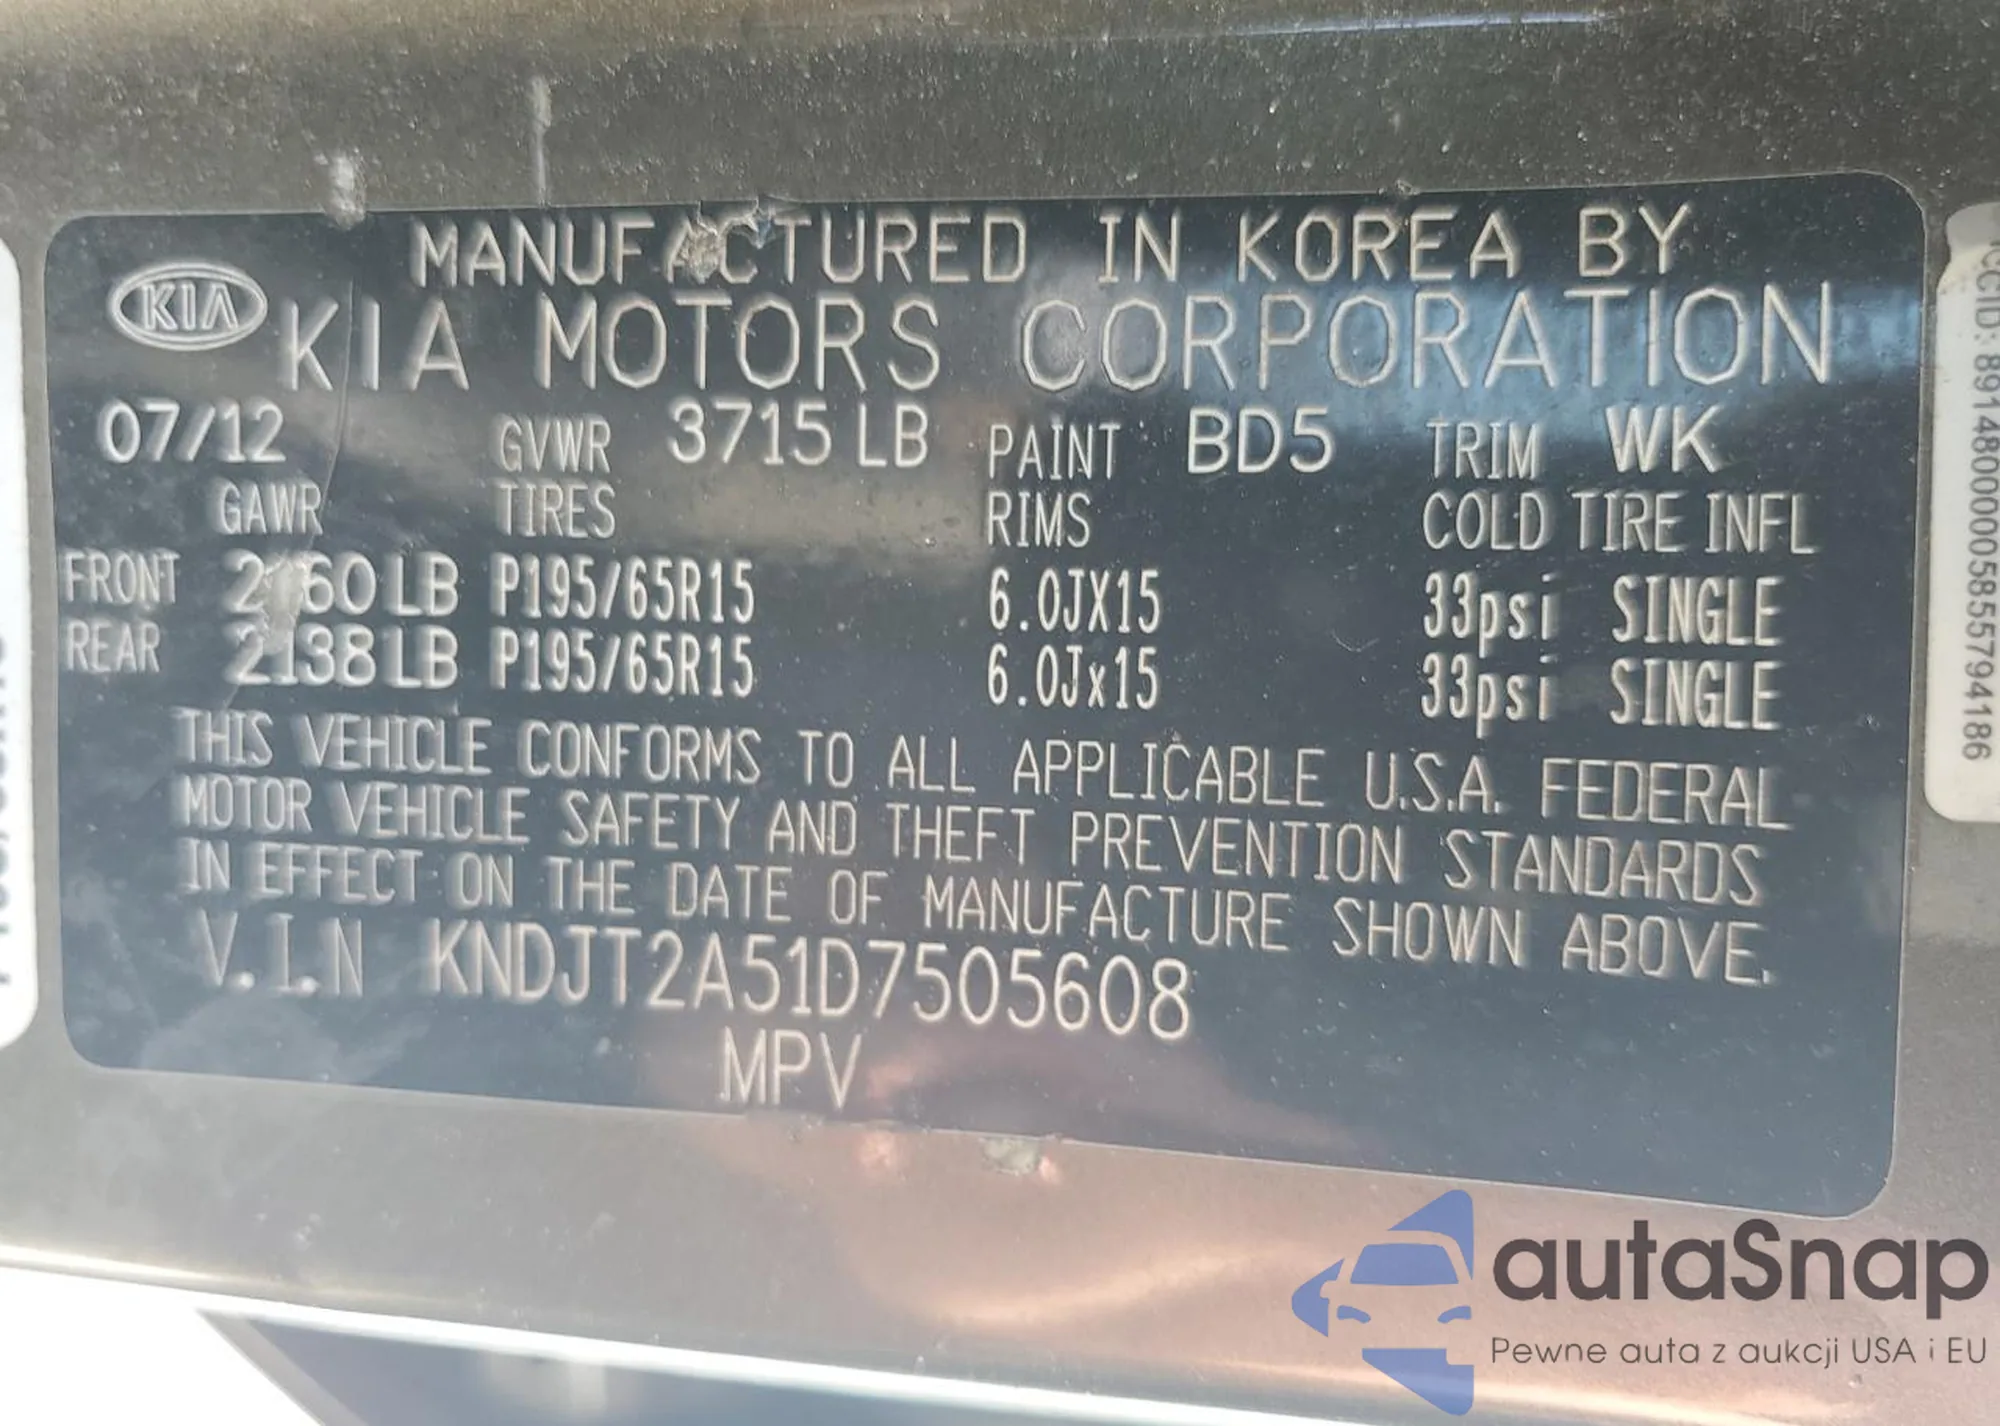 MANUFACTURED IN KOREA BY
KIA KIA MOTORS CORPORATION
07/12 GVWR 3715 LB PAINT BD5 TRIM WK
GAWR TIRES RIMS COLD TIRE INFL
FRONT LB P195/65R15 6.0JX15 33psi SINGLE
REAR 2138 LB P195/65R15 6.0Jx15 33psi SINGLE
THIS VEHICLE CONFORMS TO ALL APPLICABLE U.S.A. FEDERAL
MOTOR VEHICLE SAFETY AND THEFT PREVENTION STANDARDS
IN EFFECT ON THE DATE OF MANUFACTURE SHOWN ABOVE.
V.I.N KNDJT2A51D7505608
MPV
autaSnap
Pewne auta z aukcji USA i EU